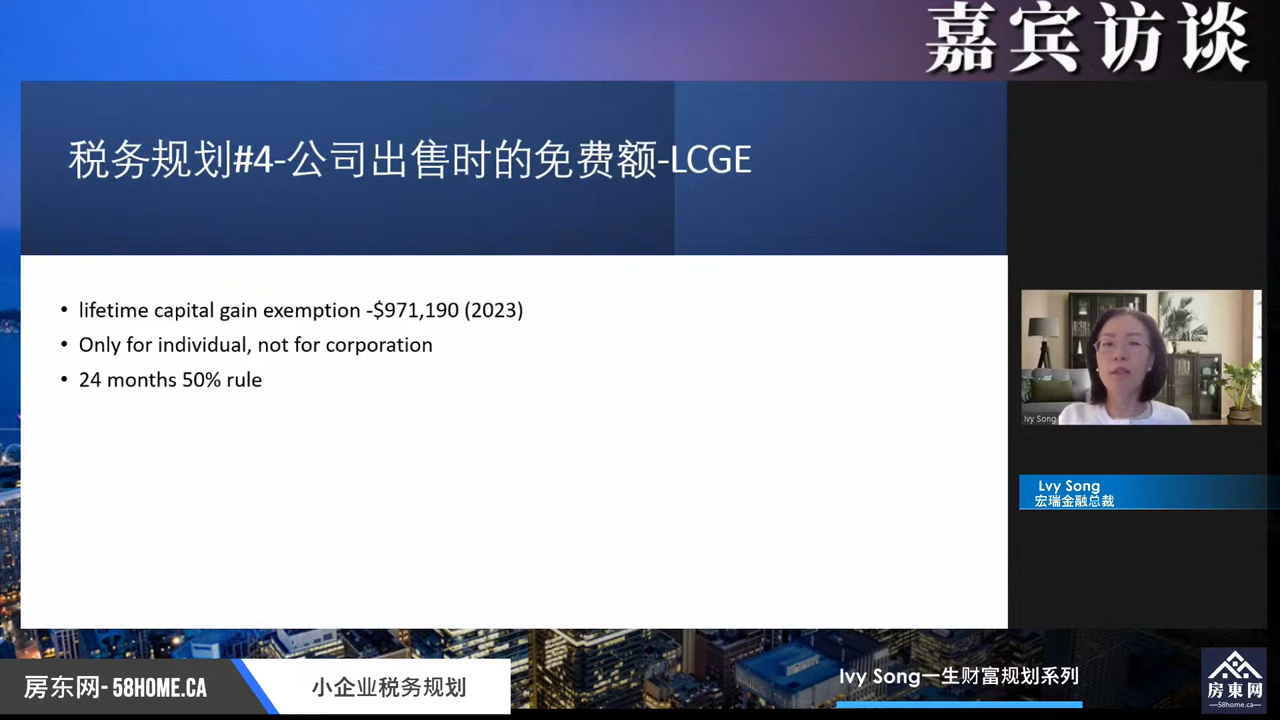 嘉宾访谈
税务规划#4-公司出售时的免费额-LCGE
• lifetime capital gain exemption -$971,190 (2023)
• Only for individual, not for corporation
• 24 months 50% rule
Ivy Song
Lvy Song
宏瑞金融总裁
房东网- 58HOME.CA
小企业税务规划
Ivy Song一生财富规划系列
房東网
—58home.ca—